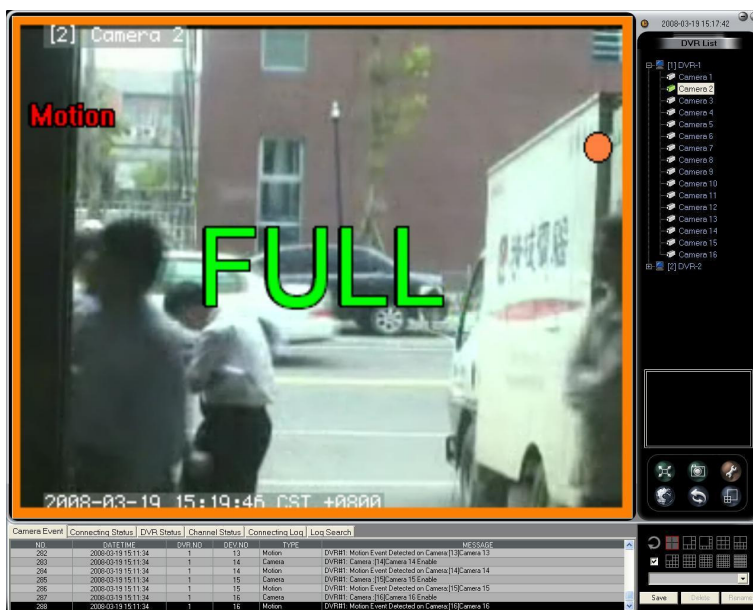 2008-03-19 15:17:42
DVR List
[1] DVR-1
Camera 1
Camera 2
Camera 3
Camera 4
Camera 5
Camera 6
Camera 7
Camera 8
Camera 9
Camera 10
Camera 11
Camera 12
Camera 13
Camera 14
Camera 15
Camera 16
[2] DVR-2
[2] Camera 2
Motion
FULL
2008-03-19 15:19:46 CST +0800
Camera Event Connecting Status DVR Status Channel Status Connecting Log Log Search
NO DATETIME DVR.NO DEV.NO TYPE MESSAGE
282 2008-03-19 15:11:34 1 13 Motion DVR#1: Motion Event Detected on Camera:[13]Camera 13
283 2008-03-19 15:11:34 1 14 Camera DVR#1: Camera :[14]Camera 14 Enable
284 2008-03-19 15:11:34 1 14 Motion DVR#1: Motion Event Detected on Camera:[14]Camera 14
285 2008-03-19 15:11:34 1 15 Camera DVR#1: Camera :[15]Camera 15 Enable
286 2008-03-19 15:11:34 1 15 Motion DVR#1: Motion Event Detected on Camera:[15]Camera 15
287 2008-03-19 15:11:34 1 16 Camera DVR#1: Camera :[16]Camera 16 Enable
288 2008-03-19 15:11:34 1 16 Motion DVR#1: Motion Event Detected on Camera:[16]Camera 16
Save Delete Rename